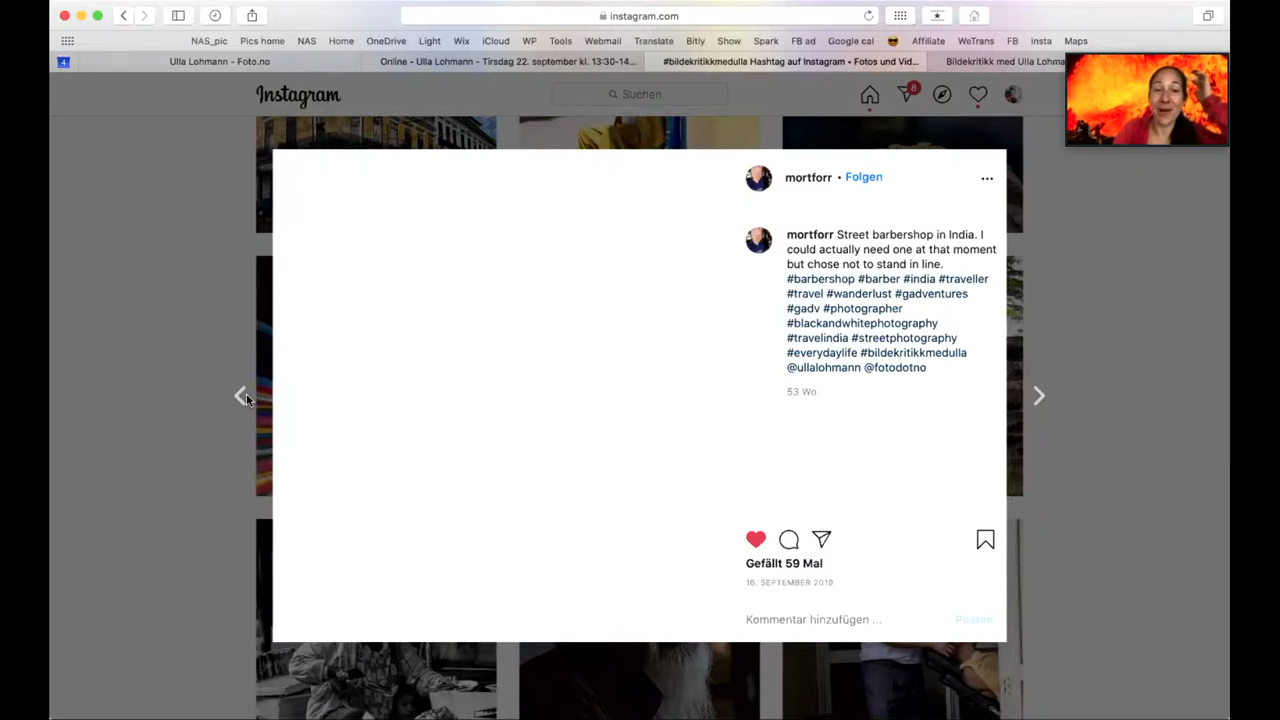 instagram.com
NAS_pic Pics home NAS Home OneDrive Light Wix iCloud WP Tools Webmail Translate Bitly Show Spark FB ad Google cal Affiliate WeTrans FB Insta Maps
4 Ulla Lohmann - Foto.no Online - Ulla Lohmann - Tirsdag 22. september kl. 13:30-14... #bildekritikkmedulla Hashtag auf Instagram • Fotos und Vid... Bildekritikk med Ulla Lohma
Instagram Suchen 8
mortforr • Folgen
mortforr Street barbershop in India. I
could actually need one at that moment
but chose not to stand in line.
#barbershop #barber #india #traveller
#travel #wanderlust #gadventures
#gadv #photographer
#blackandwhitephotography
#travelindia #streetphotography
#everydaylife #bildekritikkmedulla
@ullalohmann @fotodotno
53 Wo.
Gefällt 59 Mal
16. SEPTEMBER 2019
Kommentar hinzufügen ... Posten